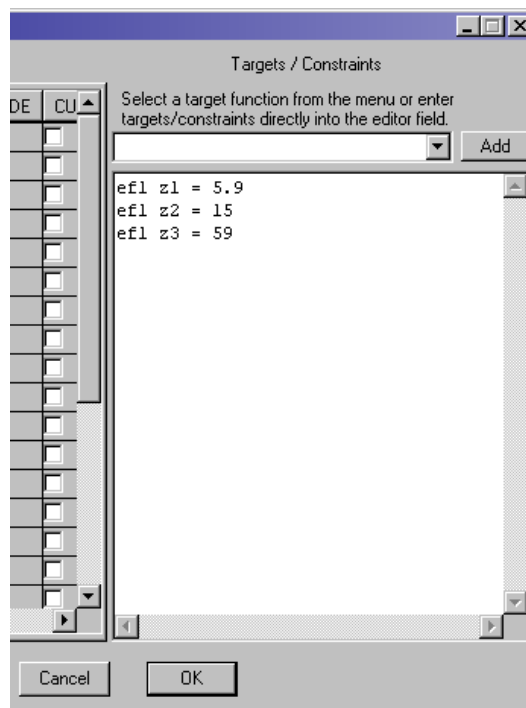 Targets / Constraints
DE CU
Select a target function from the menu or enter
targets/constraints directly into the editor field.
Add
efl z1 = 5.9
efl z2 = 15
efl z3 = 59
Cancel OK